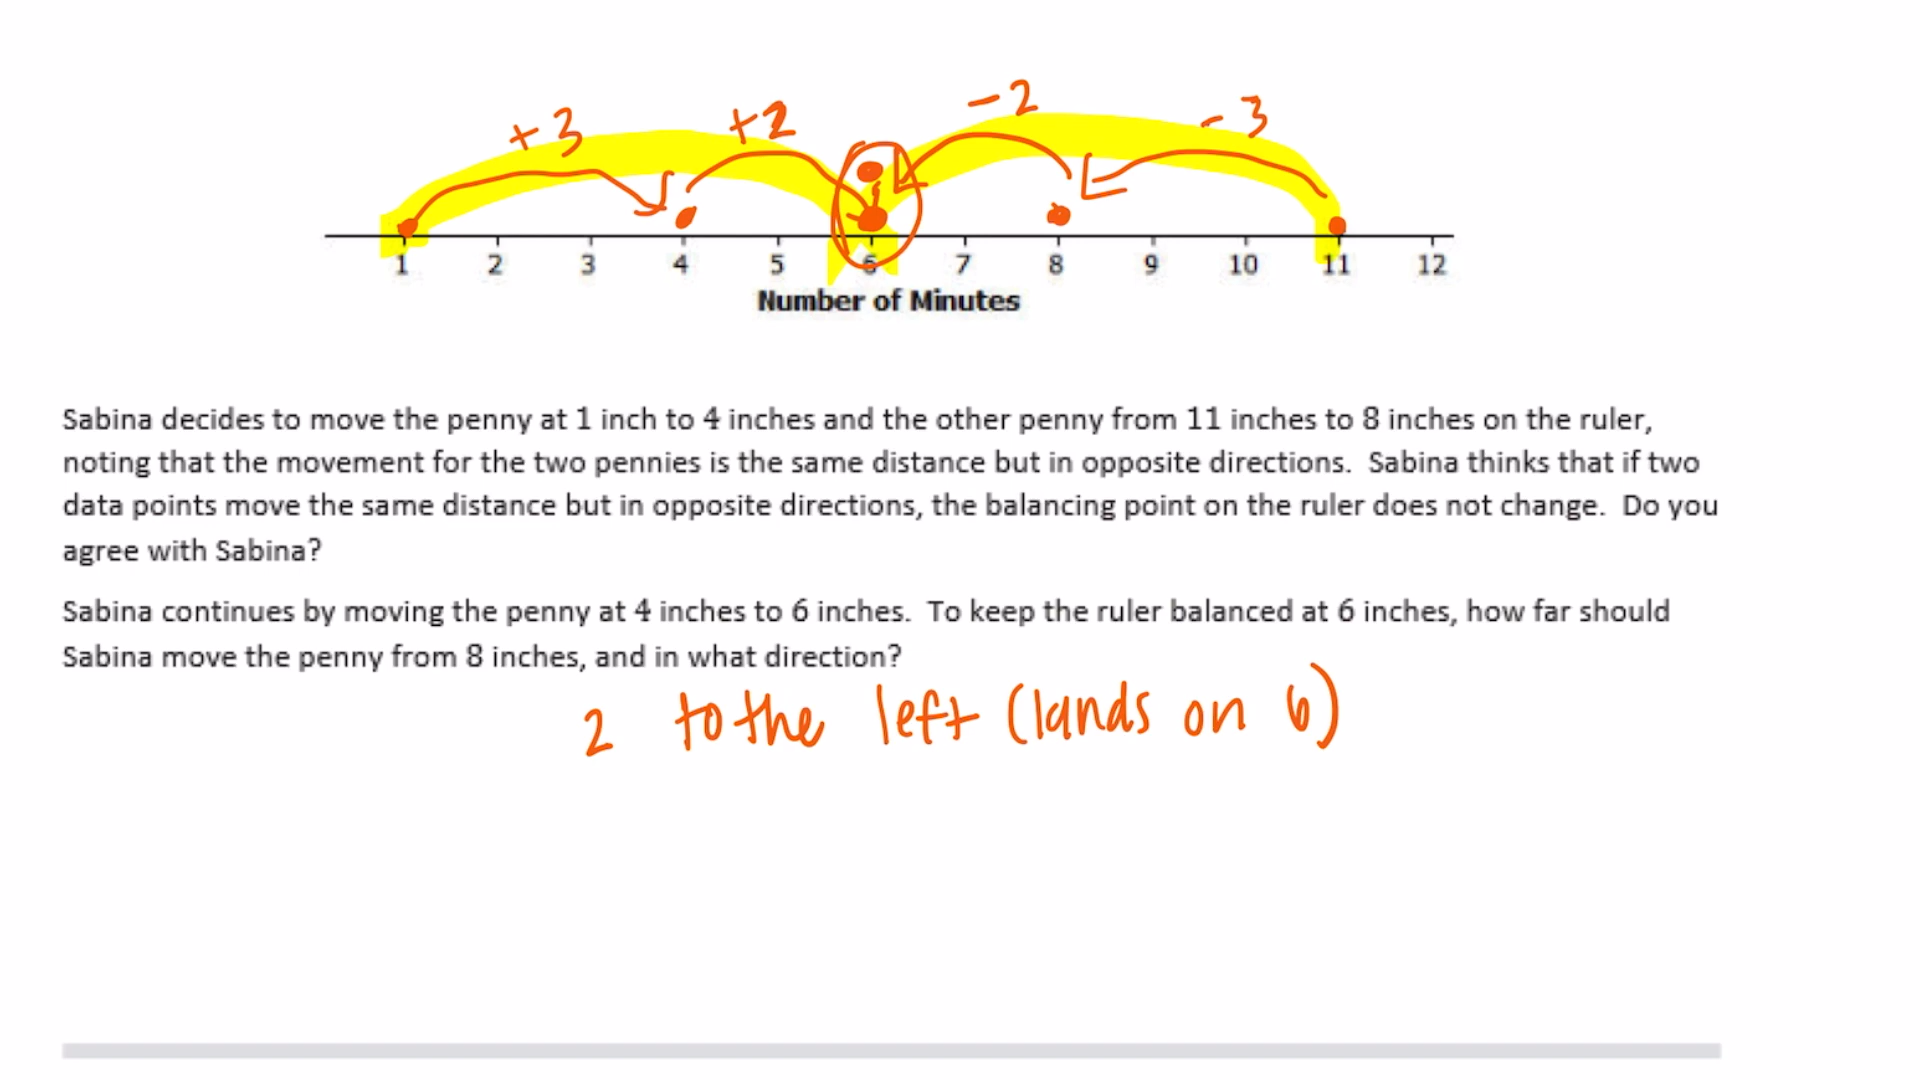 +3 +2 -2 -3
1 2 3 4 5 6 7 8 9 10 11 12
Number of Minutes
Sabina decides to move the penny at 1 inch to 4 inches and the other penny from 11 inches to 8 inches on the ruler,
noting that the movement for the two pennies is the same distance but in opposite directions. Sabina thinks that if two
data points move the same distance but in opposite directions, the balancing point on the ruler does not change. Do you
agree with Sabina?
Sabina continues by moving the penny at 4 inches to 6 inches. To keep the ruler balanced at 6 inches, how far should
Sabina move the penny from 8 inches, and in what direction?
2 to the left (lands on 6)